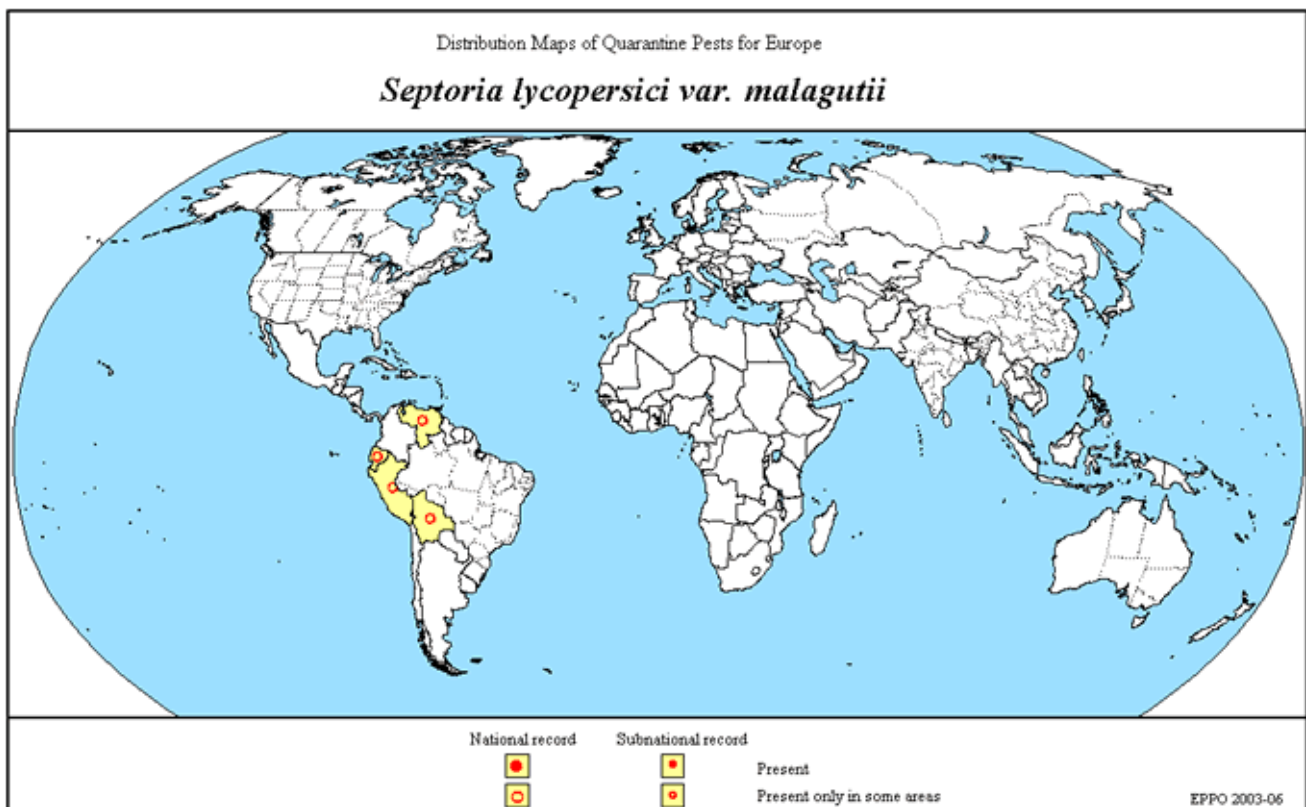 Distribution Maps of Quarantine Pests for Europe
Septoria lycopersici var. malagutii
National record Subnational record
Present
Present only in some areas
EPPO 2003-06